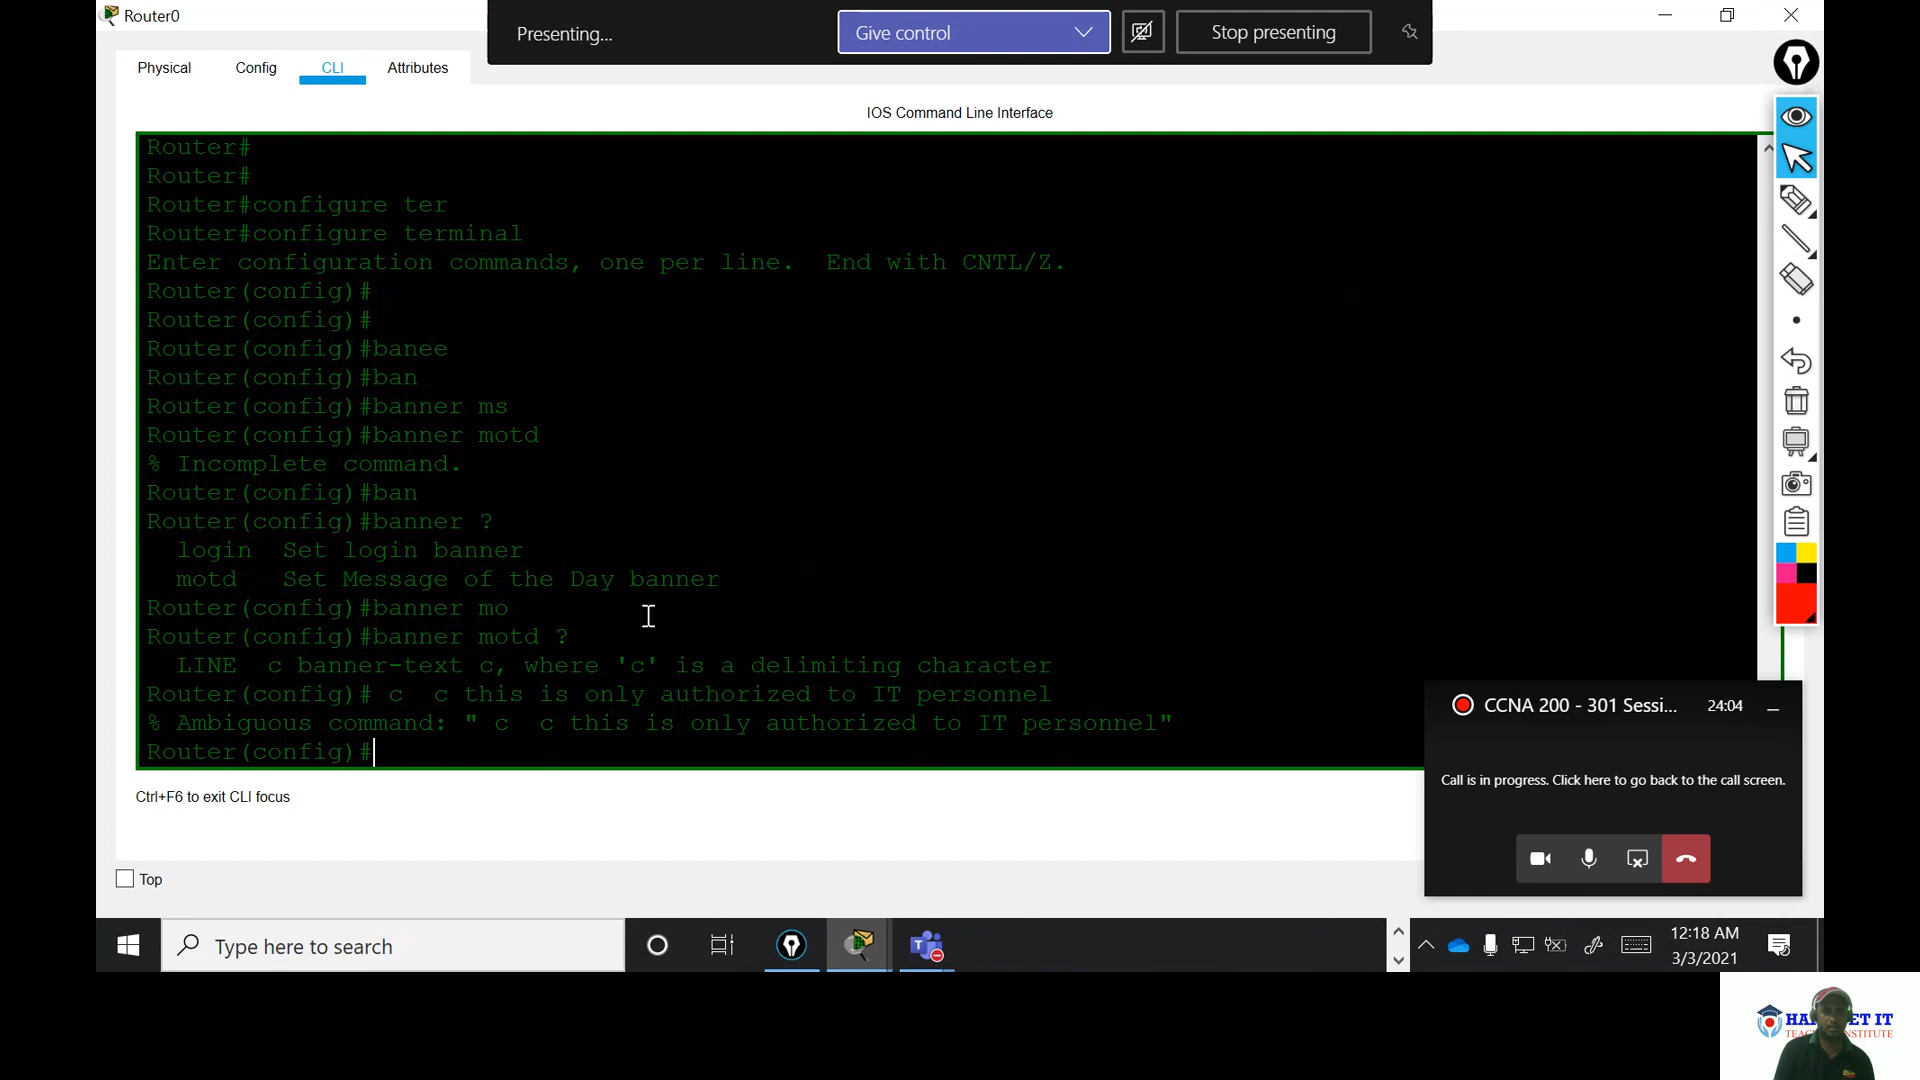 Router0
Presenting...
Give control
Stop presenting
Physical
Config
CLI
Attributes
IOS Command Line Interface
Router#
Router#
Router#configure ter
Router#configure terminal
Enter configuration commands, one per line.  End with CNTL/Z.
Router(config)#
Router(config)#
Router(config)#banee
Router(config)#ban
Router(config)#banner ms
Router(config)#banner motd
% Incomplete command.
Router(config)#ban
Router(config)#banner ?
login  Set login banner
motd   Set Message of the Day banner
Router(config)#banner mo
Router(config)#banner motd ?
LINE  c banner-text c, where 'c' is a delimiting character
Router(config)# c  c this is only authorized to IT personnel
% Ambiguous command: " c  c this is only authorized to IT personnel"
Router(config)#
CCNA 200 - 301 Sessi...
24:04
Call is in progress. Click here to go back to the call screen.
Ctrl+F6 to exit CLI focus
Top
Type here to search
12:18 AM
3/3/2021
ET IT